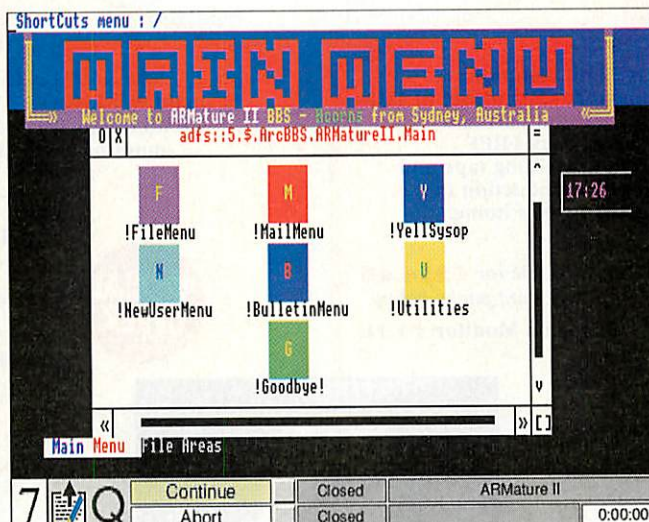 ShortCuts menu : /
MAIN MENU
Welcome to ARMature II BBS - Acorns from Sydney, Australia
0 X adfs::5.$.ArcBBS.ARMatureII.Main =
^
F M Y
17:26
!FileMenu !MailMenu !YellSysop
N B U
!NewUserMenu !BulletinMenu !Utilities
G
!Goodbye!
v
« » []
Main Menu File Areas
7 Q Continue Closed ARMature II
Abort Closed 0:00:00